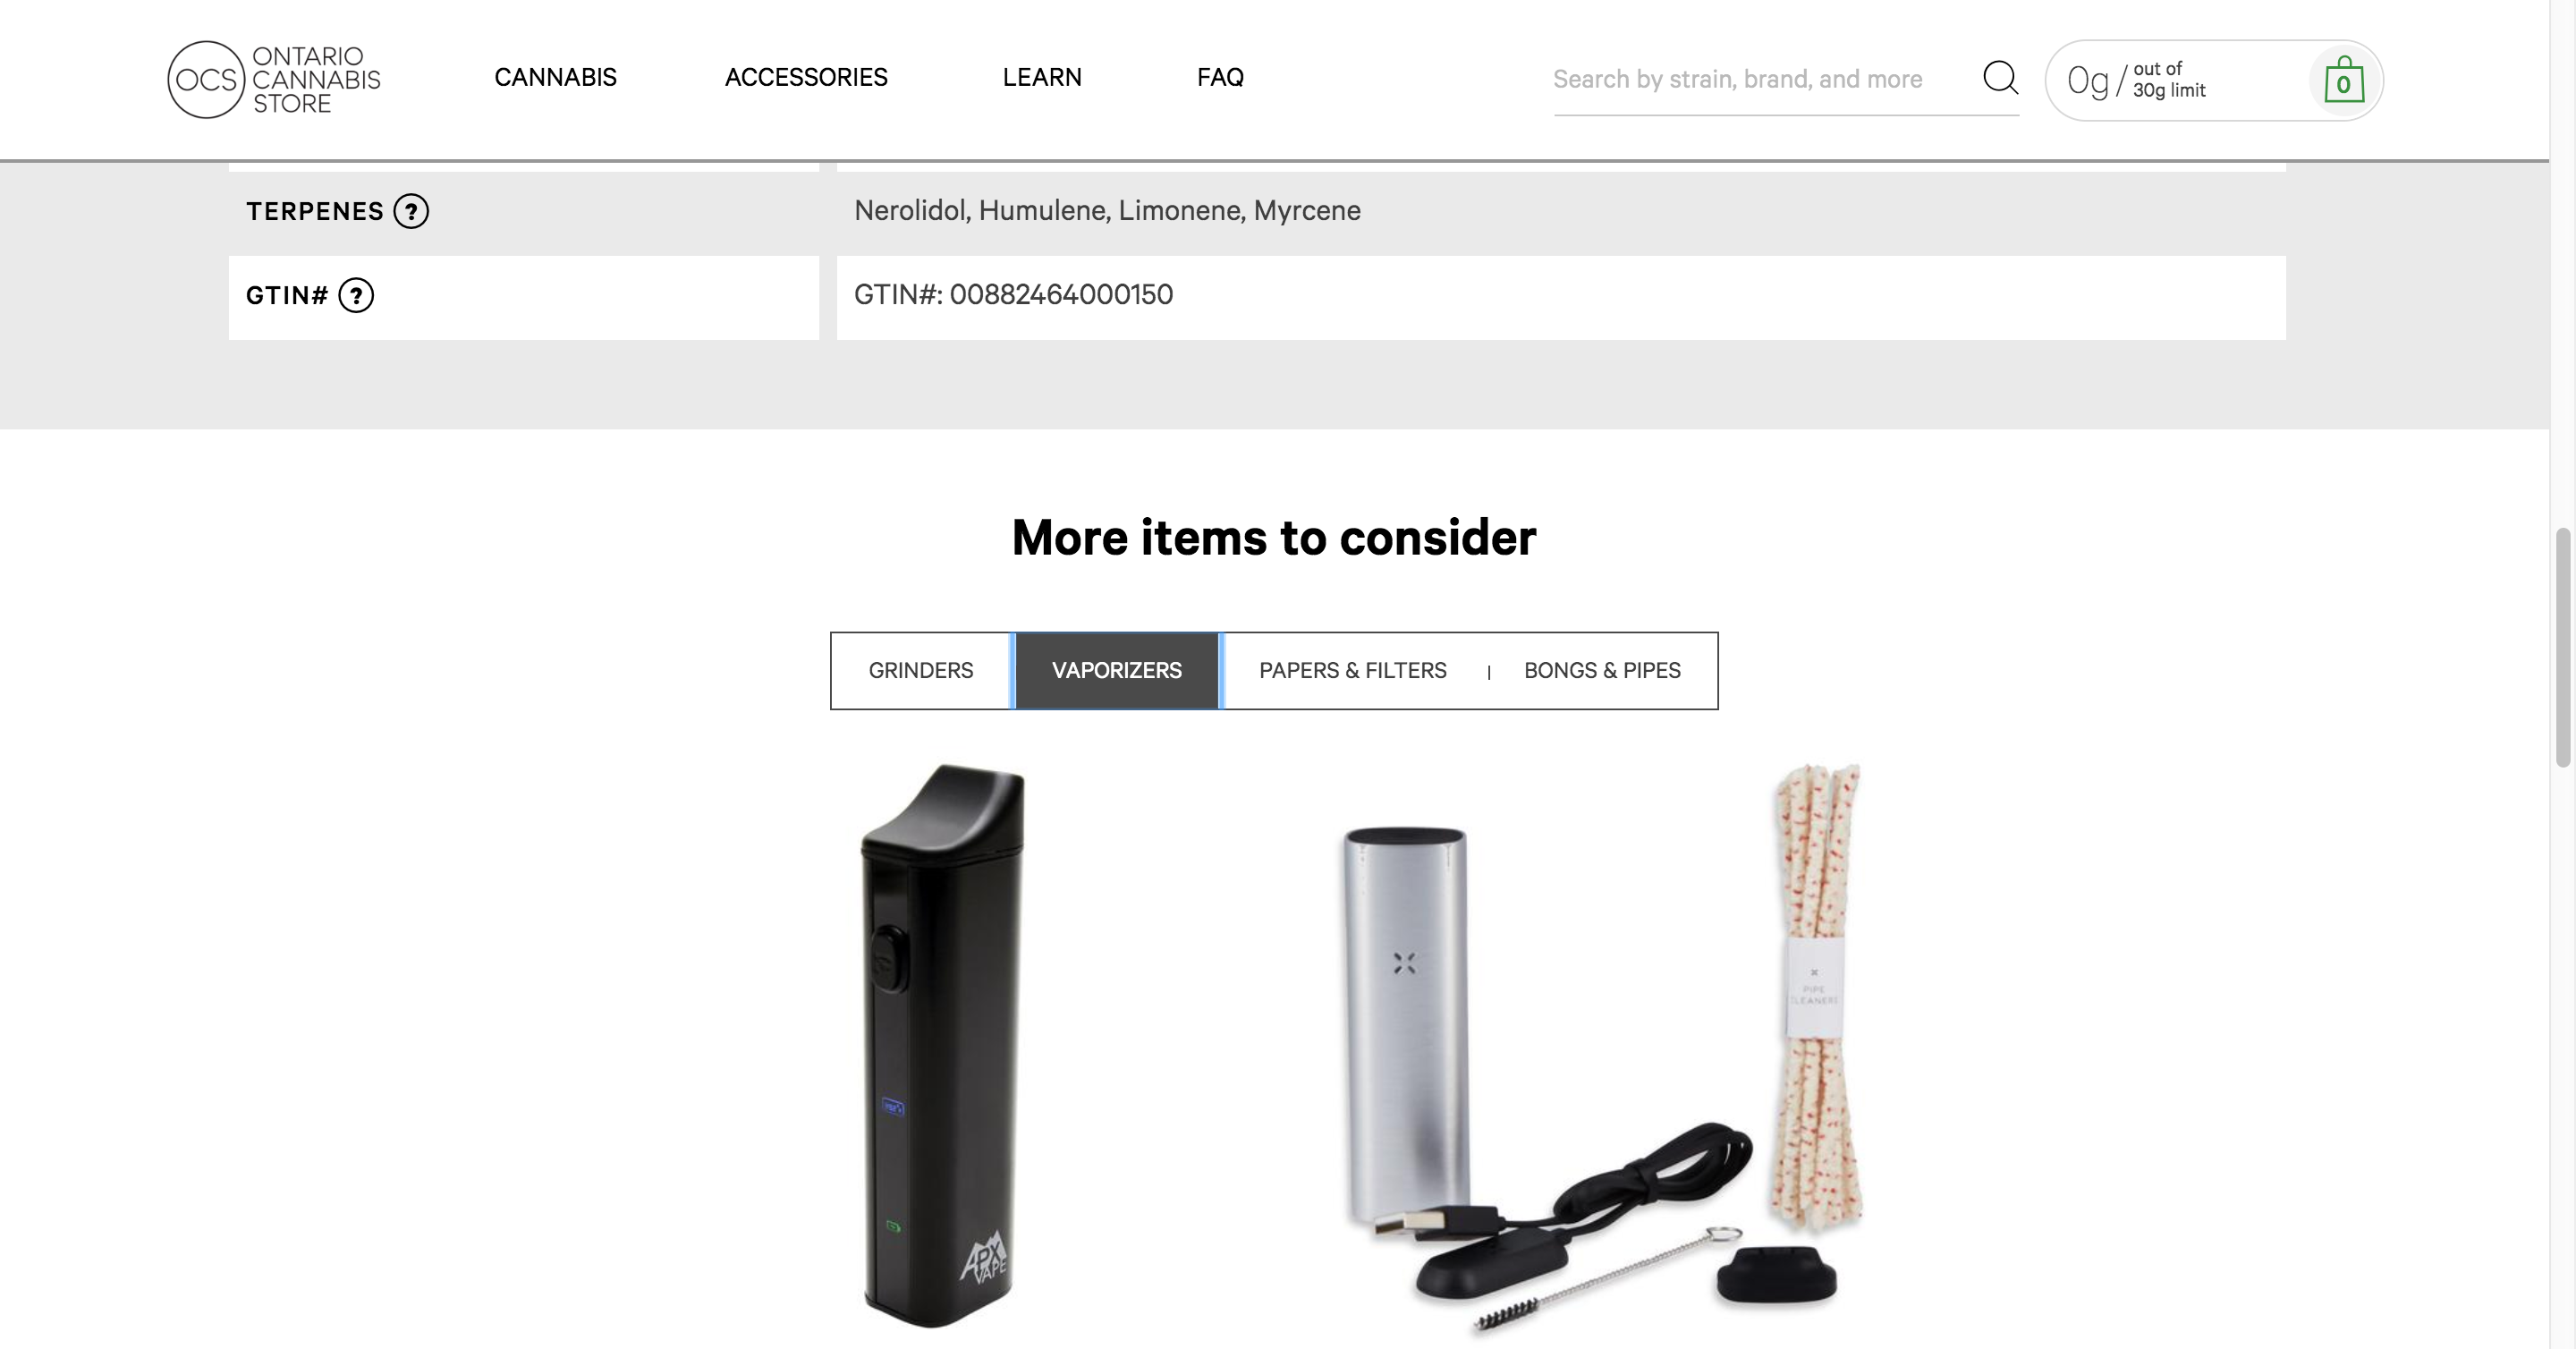 OCS
ONTARIO
CANNABIS
STORE
CANNABIS
ACCESSORIES
LEARN
FAQ
Search by strain, brand, and more
0g / out of
30g limit
0
TERPENES ?
Nerolidol, Humulene, Limonene, Myrcene
GTIN# ?
GTIN#: 00882464000150
More items to consider
GRINDERS
VAPORIZERS
PAPERS & FILTERS | BONGS & PIPES
PIPE
CLEANERS
APX
VAPE